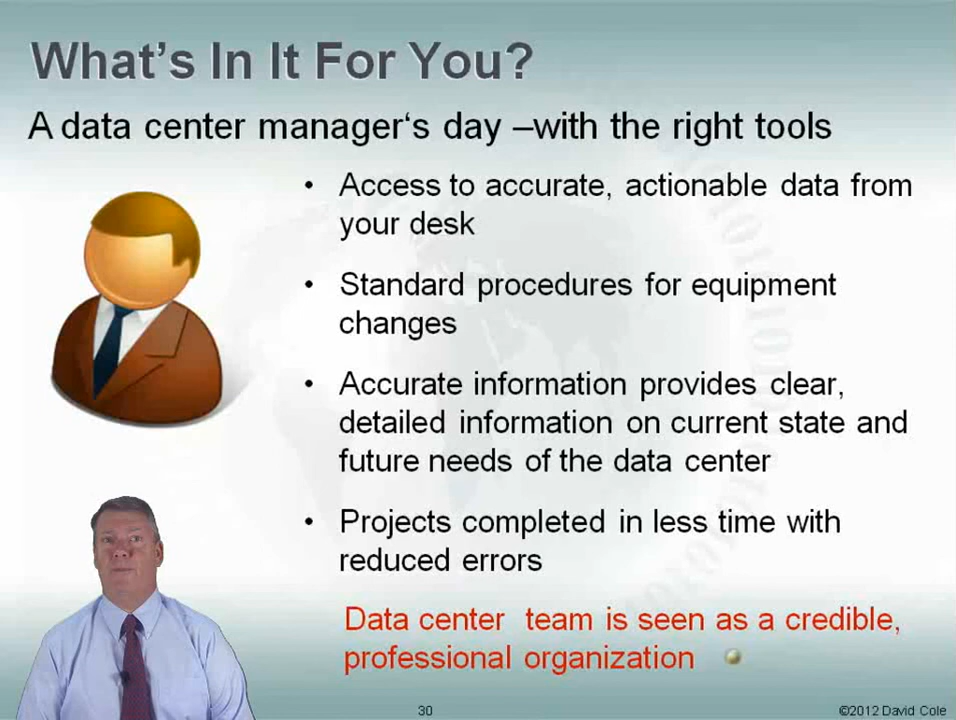 What's In It For You?
A data center manager‘s day –with the right tools
• Access to accurate, actionable data from
your desk
• Standard procedures for equipment
changes
• Accurate information provides clear,
detailed information on current state and
future needs of the data center
• Projects completed in less time with
reduced errors
Data center team is seen as a credible,
professional organization
30
©2012 David Cole